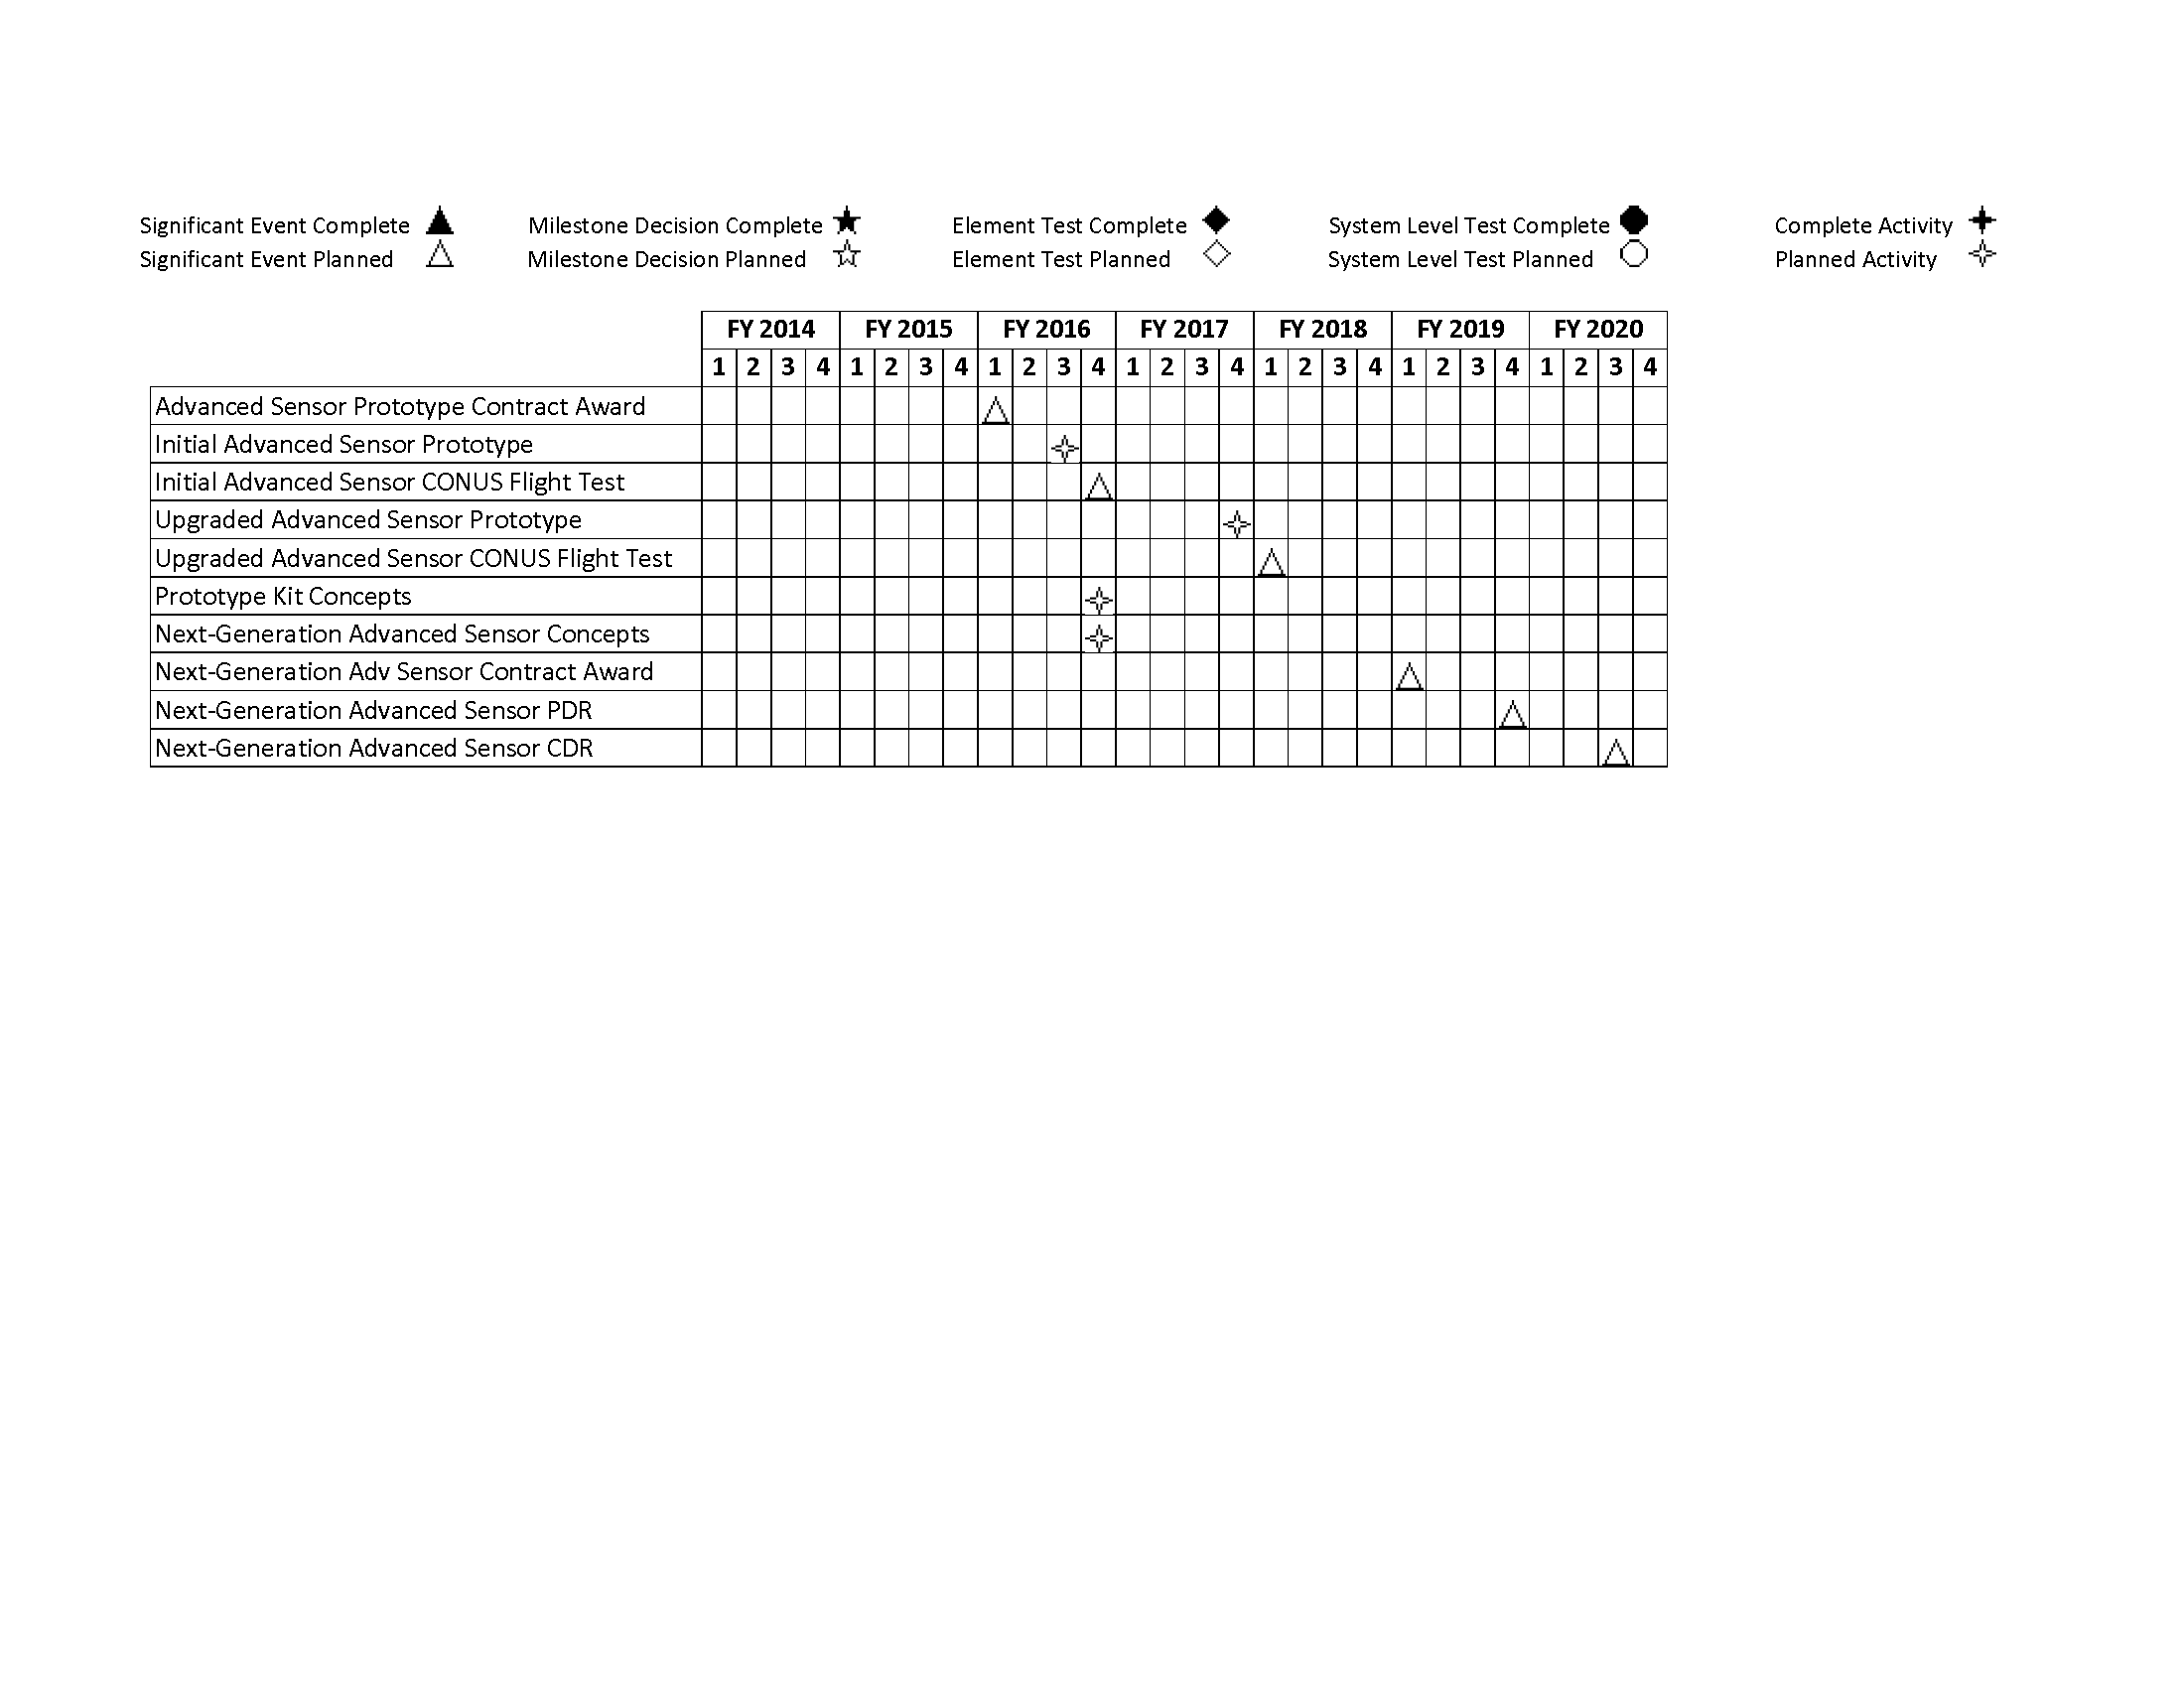 Significant Event Complete Milestone Decision Complete Element Test Complete System Level Test Complete Complete Activity
Significant Event Planned Milestone Decision Planned Element Test Planned System Level Test Planned Planned Activity
FY 2014 FY 2015 FY 2016 FY 2017 FY 2018 FY 2019 FY 2020
1 2 3 4 1 2 3 4 1 2 3 4 1 2 3 4 1 2 3 4 1 2 3 4 1 2 3 4
Advanced Sensor Prototype Contract Award
Initial Advanced Sensor Prototype
Initial Advanced Sensor CONUS Flight Test
Upgraded Advanced Sensor Prototype
Upgraded Advanced Sensor CONUS Flight Test
Prototype Kit Concepts
Next-Generation Advanced Sensor Concepts
Next-Generation Adv Sensor Contract Award
Next-Generation Advanced Sensor PDR
Next-Generation Advanced Sensor CDR